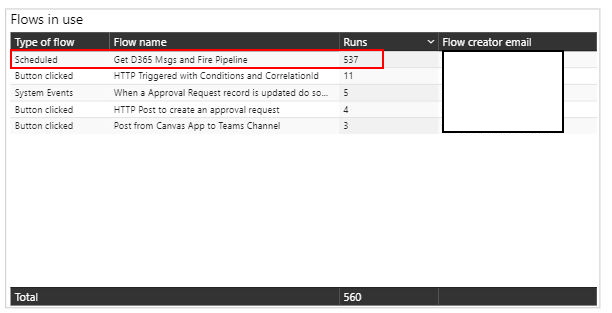 Flows in use
Type of flow Flow name Runs Flow creator email
Scheduled Get D365 Msgs and Fire Pipeline 537
Button clicked HTTP Triggered with Conditions and CorrelationId 11
System Events When a Approval Request record is updated do so... 5
Button clicked HTTP Post to create an approval request 4
Button clicked Post from Canvas App to Teams Channel 3
Total 560